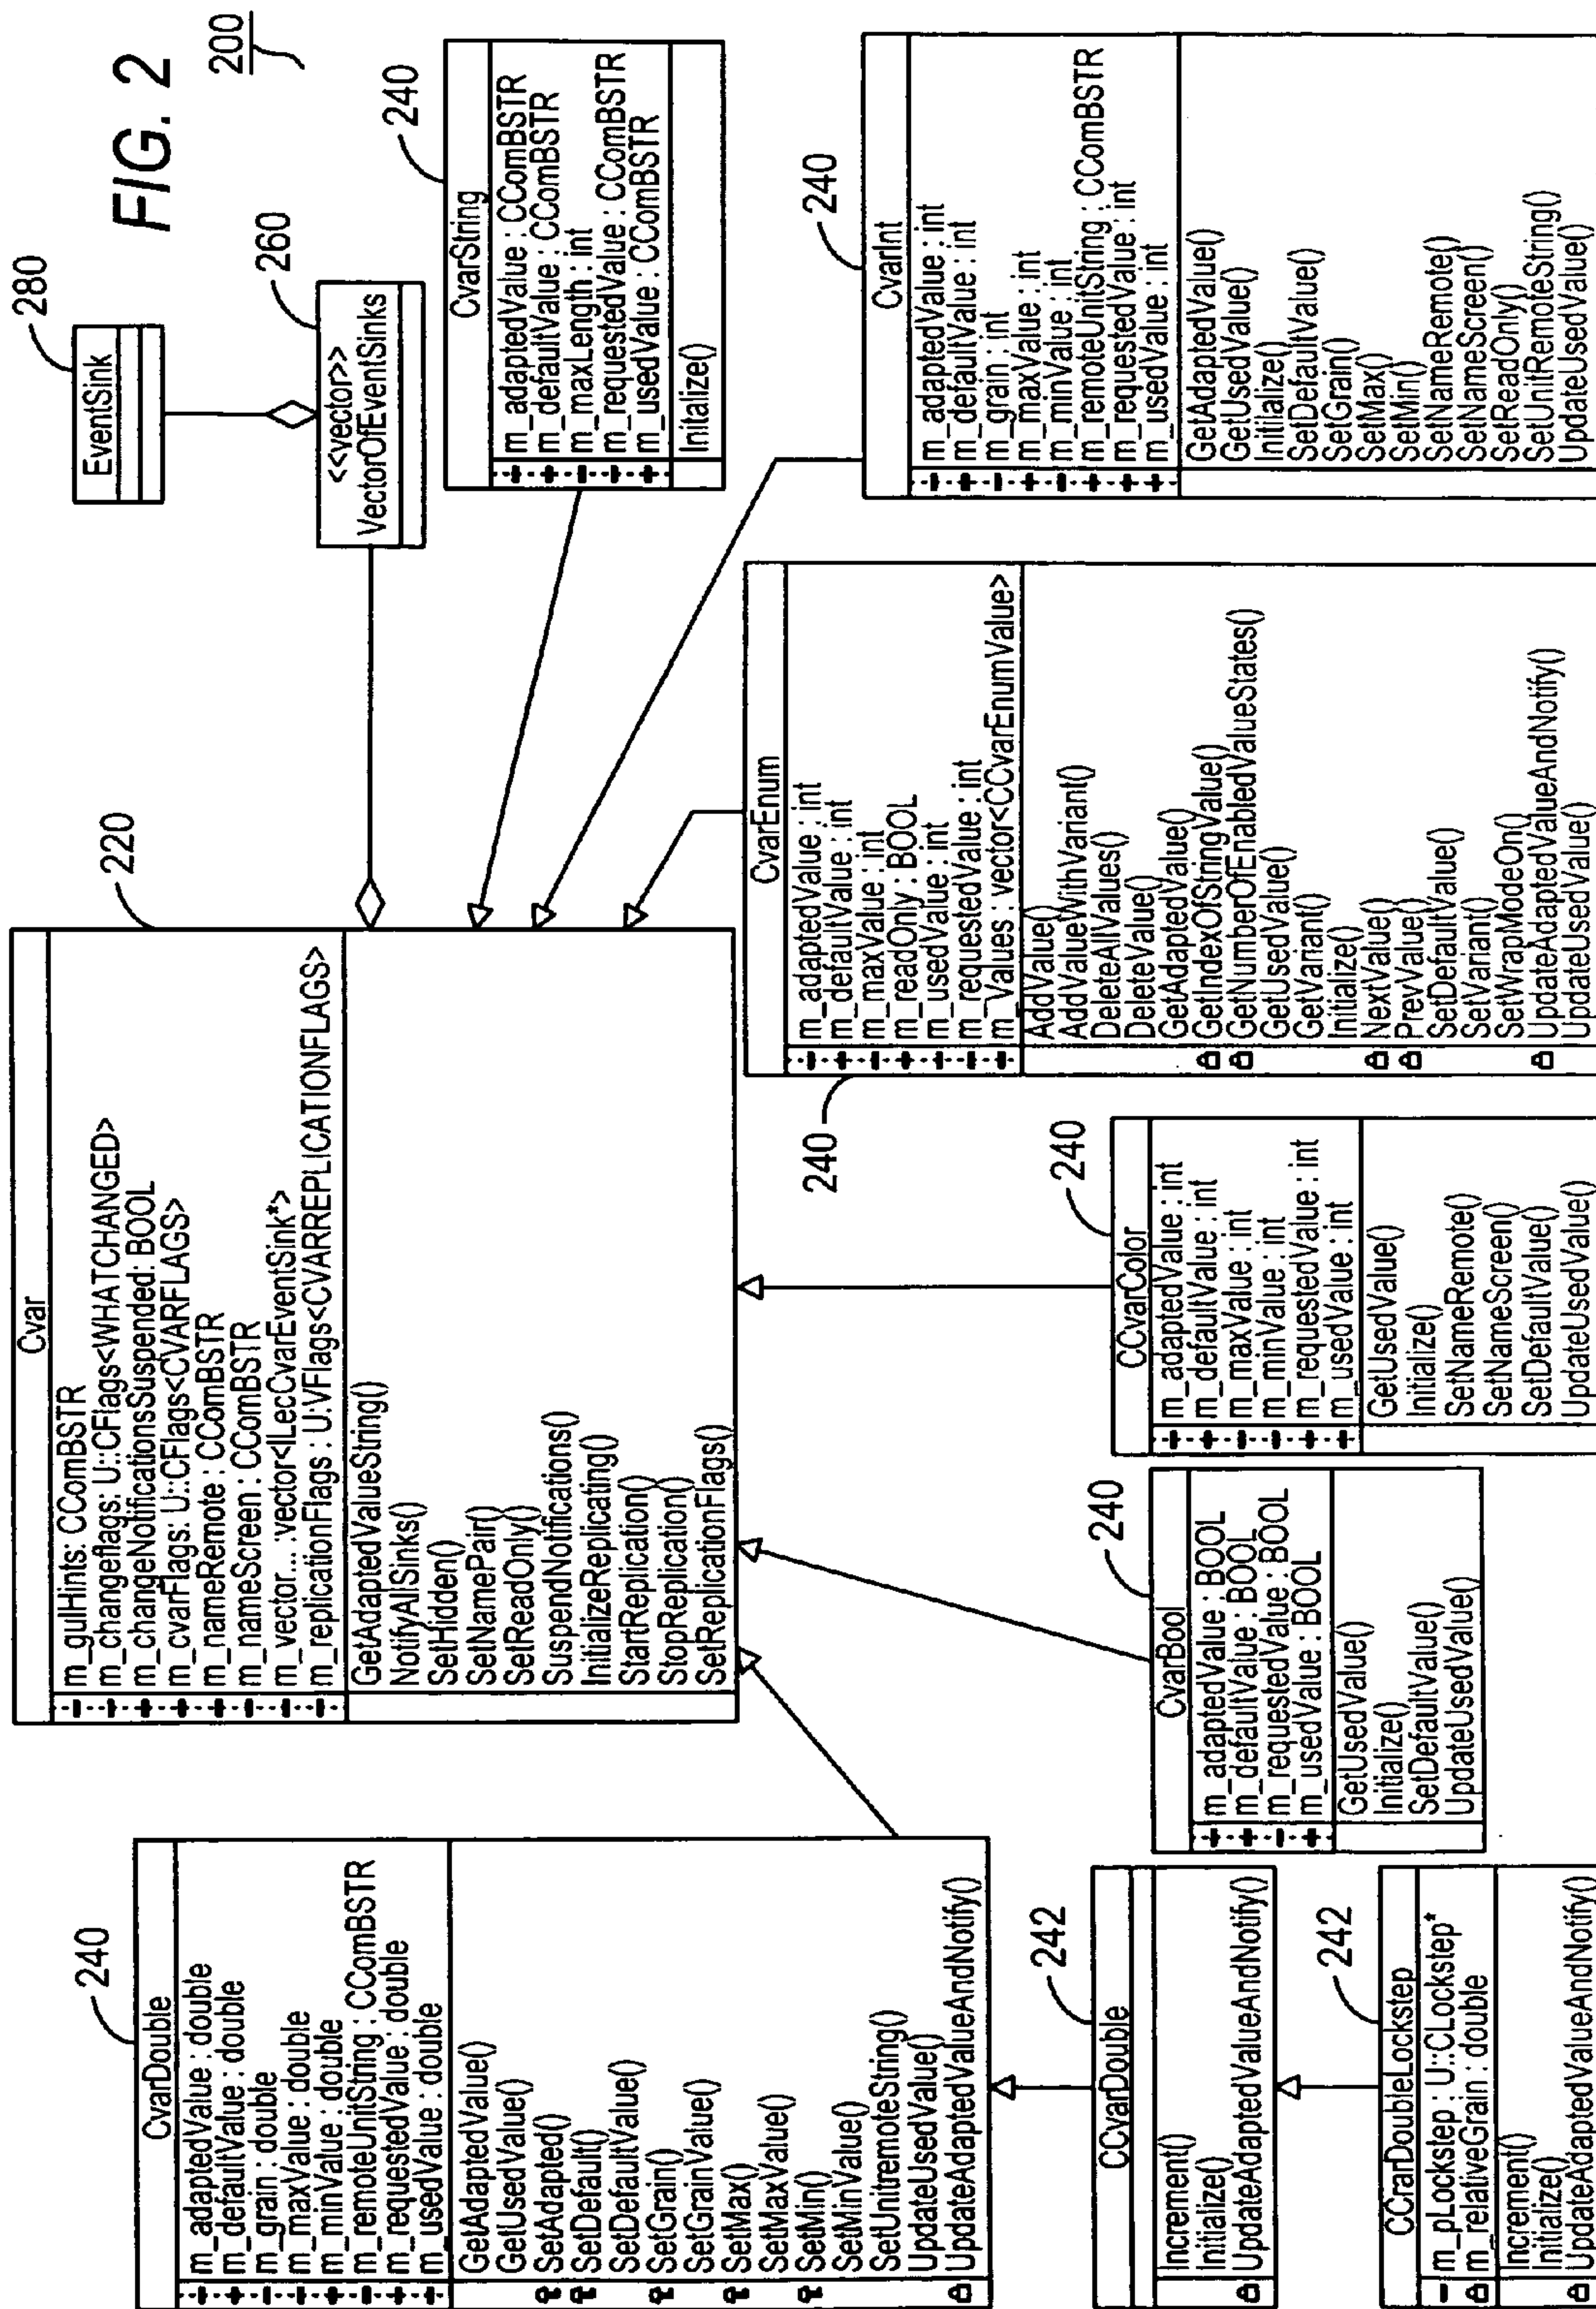 FIG. 2
200
280
EventSink
260
<<vector>>
VectorOfEventSinks
220
Cvar
m_guIHints: CComBSTR
m_changeflags: U::CFlags<WHATCHANGED>
m_changeNotificationsSuspended: BOOL
m_cvarFlags: U::CFlags<CVARFLAGS>
m_nameRemote : CComBSTR
m_nameScreen : CComBSTR
m_vector... :vector<LecCvarEventSink*>
m_replicationFlags : U:VFlags<CVARREPLICATIONFLAGS>
GetAdaptedValueString()
NotifyAllSinks()
SetHidden()
SetNamePair()
SetReadOnly()
SuspendNotifications()
InitializeReplicating()
StartReplication()
StopReplication()
SetReplicationFlags()
240
CvarString
m_adaptedValue : CComBSTR
m_defaultValue : CComBSTR
m_maxLength : int
m_requestedValue : CComBSTR
m_usedValue : CComBSTR
Initalize()
240
CvarDouble
m_adaptedValue : double
m_defaultValue : double
m_grain : double
m_maxValue : double
m_minValue : double
m_remoteUnitString : CComBSTR
m_requestedValue : double
m_usedValue : double
GetAdaptedValue()
GetUsedValue()
SetAdapted()
SetDefault()
SetDefaultValue()
SetGrain()
SetGrainValue()
SetMax()
SetMaxValue()
SetMin()
SetMinValue()
SetUnitremoteString()
UpdateUsedValue()
UpdateAdaptedValueAndNotify()
242
CCvarDouble
Increment()
Initialize()
UpdateAdaptedValueAndNotify()
242
CCrarDoubleLockstep
m_pLockstep : U::CLockstep*
m_relativeGrain : double
Increment()
Initialize()
UpdateAdaptedValueAndNotify()
240
CvarBool
m_adaptedValue : BOOL
m_defaultValue : BOOL
m_requestedValue : BOOL
m_usedValue : BOOL
GetUsedValue()
Initialize()
SetDefaultValue()
UpdateUsedValue()
240
CCvarColor
m_adaptedValue : int
m_defaultValue : int
m_maxValue : int
m_minValue : int
m_requestedValue : int
m_usedValue : int
GetUsedValue()
Initialize()
SetNameRemote()
SetNameScreen()
SetDefaultValue()
UpdateUsedValue()
240
CvarEnum
m_adaptedValue : int
m_defaultValue : int
m_maxValue : int
m_readOnly : BOOL
m_usedValue : int
m_requestedValue : int
m_Values : vector<CCvarEnumValue>
AddValue()
AddValueWithVariant()
DeleteAllValues()
DeleteValue()
GetAdaptedValue()
GetIndexOfStringValue()
GetNumberOfEnabledValueStates()
GetUsedValue()
GetVariant()
Initialize()
NextValue()
PrevValue()
SetDefaultValue()
SetVariant()
SetWrapModeOn()
UpdateAdaptedValueAndNotify()
UpdateUsedValue()
240
CvarInt
m_adaptedValue : int
m_defaultValue : int
m_grain : int
m_maxValue : int
m_minValue : int
m_remoteUnitString : CComBSTR
m_requestedValue : int
m_usedValue : int
GetAdaptedValue()
GetUsedValue()
Initialize()
SetDefaultValue()
SetGrain()
SetMax()
SetMin()
SetNameRemote()
SetNameScreen()
SetReadOnly()
SetUnitRemoteString()
UpdateUsedValue()